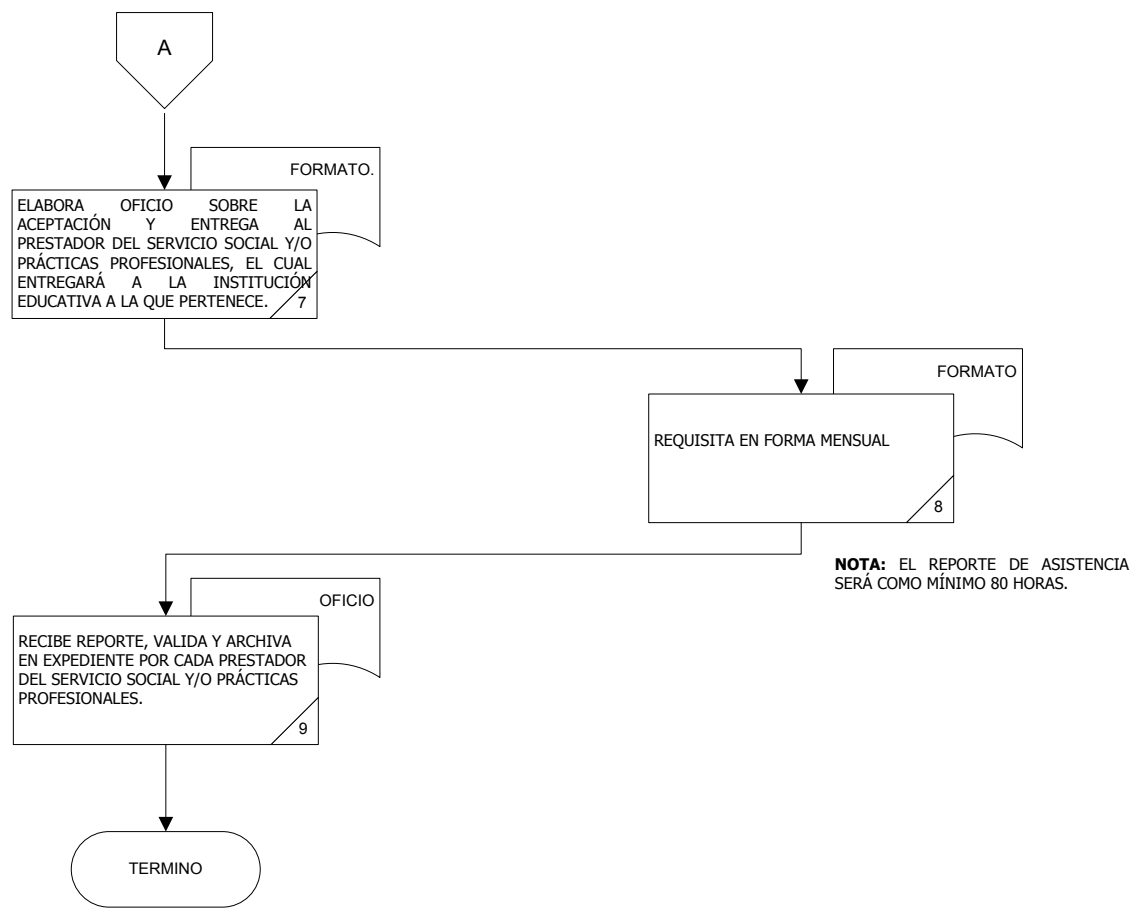 A
FORMATO.
ELABORA OFICIO SOBRE LA
ACEPTACIÓN Y ENTREGA AL
PRESTADOR DEL SERVICIO SOCIAL Y/O
PRÁCTICAS PROFESIONALES, EL CUAL
ENTREGARÁ A LA INSTITUCIÓN
EDUCATIVA A LA QUE PERTENECE.
7
FORMATO
REQUISITA EN FORMA MENSUAL
8
NOTA: EL REPORTE DE ASISTENCIA
SERÁ COMO MÍNIMO 80 HORAS.
OFICIO
RECIBE REPORTE, VALIDA Y ARCHIVA
EN EXPEDIENTE POR CADA PRESTADOR
DEL SERVICIO SOCIAL Y/O PRÁCTICAS
PROFESIONALES.
9
TERMINO